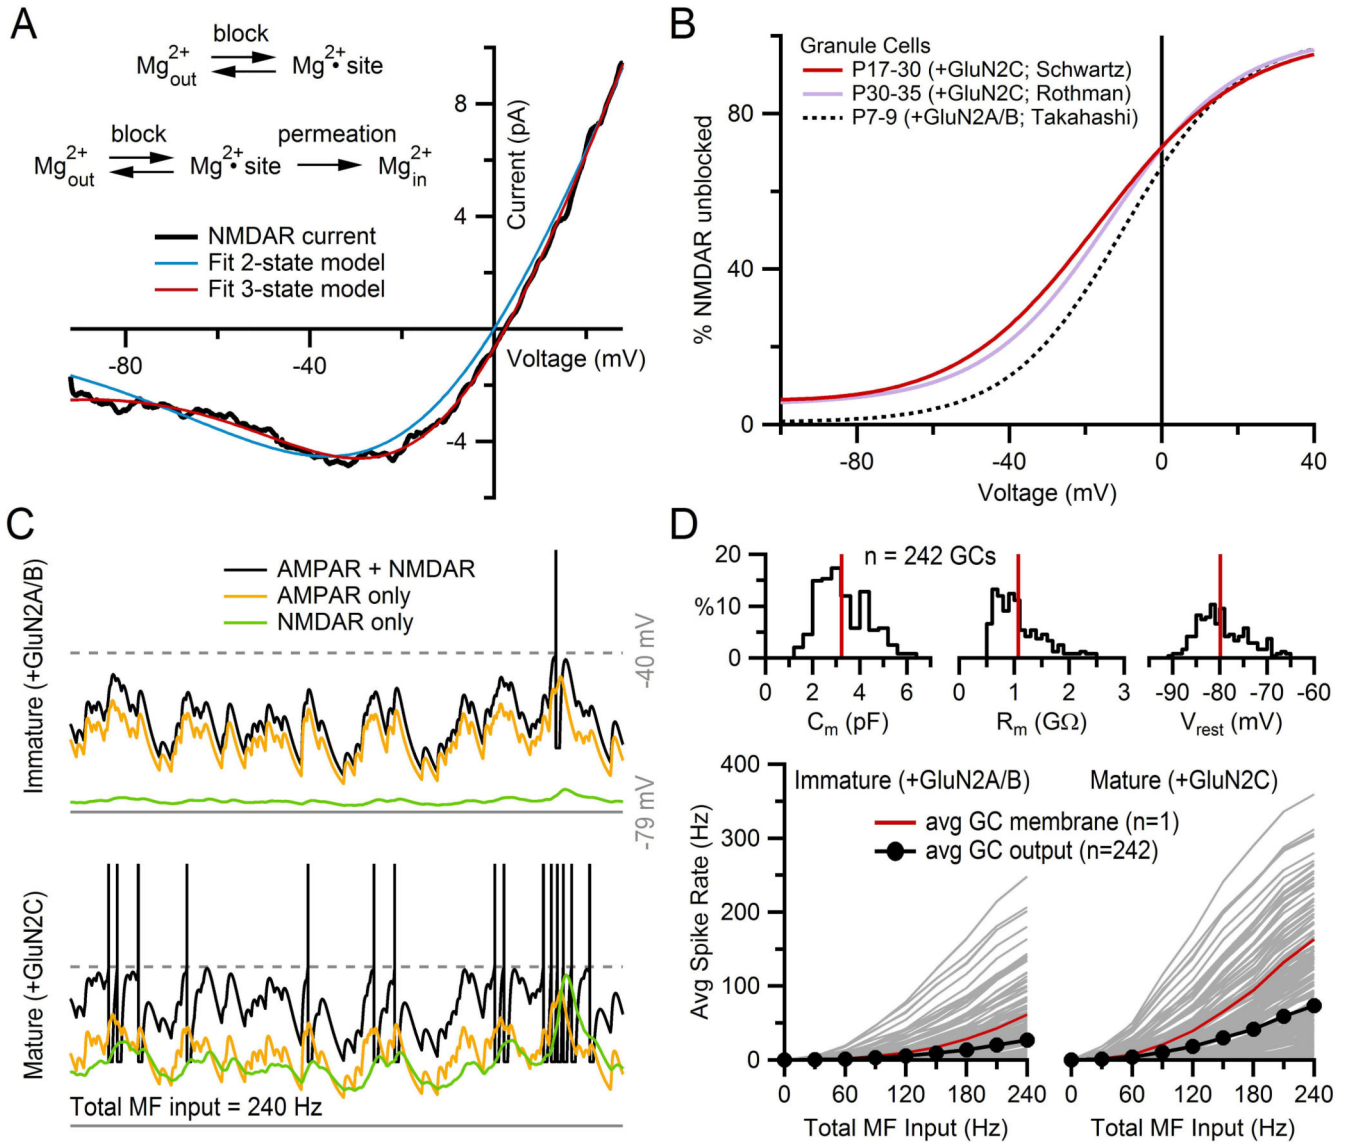 A
block
Mg2+out Mg2+• site
block permeation
Mg2+out Mg2+• site Mg2+in
NMDAR current
Fit 2-state model
Fit 3-state model
Current (pA)
8
4
-4
-80 -40
Voltage (mV)
B
Granule Cells
P17-30 (+GluN2C; Schwartz)
P30-35 (+GluN2C; Rothman)
P7-9 (+GluN2A/B; Takahashi)
% NMDAR unblocked
80
40
0
-80 -40 0 40
Voltage (mV)
C
Immature (+GluN2A/B)
AMPAR + NMDAR
AMPAR only
NMDAR only
-40 mV
-79 mV
Mature (+GluN2C)
Total MF input = 240 Hz
D
n = 242 GCs
%
20
10
0
0 2 4 6
Cm (pF)
0 1 2 3
Rm (GΩ)
-90 -80 -70 -60
Vrest (mV)
Avg Spike Rate (Hz)
400
300
200
100
0
Immature (+GluN2A/B) Mature (+GluN2C)
avg GC membrane (n=1)
avg GC output (n=242)
0 60 120 180 240
Total MF Input (Hz)
0 60 120 180 240
Total MF Input (Hz)